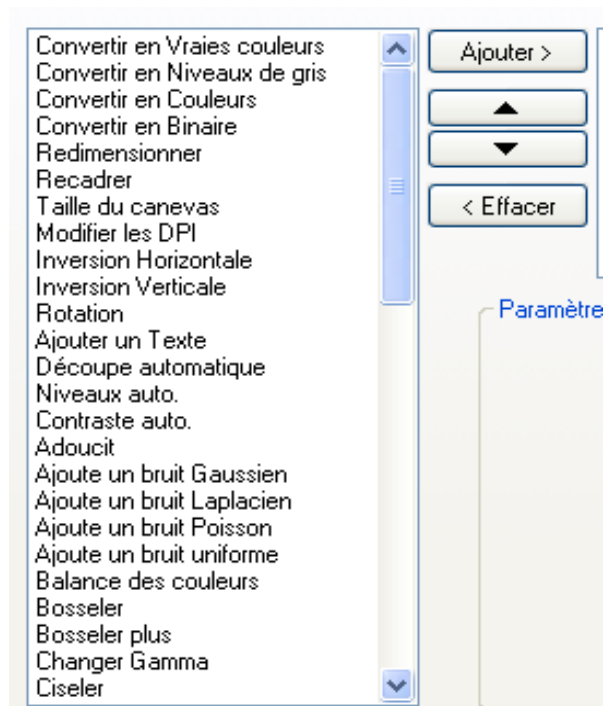 Convertir en Vraies couleurs
Convertir en Niveaux de gris
Convertir en Couleurs
Convertir en Binaire
Redimensionner
Recadrer
Taille du canevas
Modifier les DPI
Inversion Horizontale
Inversion Verticale
Rotation
Ajouter un Texte
Découpe automatique
Niveaux auto.
Contraste auto.
Adoucit
Ajoute un bruit Gaussien
Ajoute un bruit Laplacien
Ajoute un bruit Poisson
Ajoute un bruit uniforme
Balance des couleurs
Bosseler
Bosseler plus
Changer Gamma
Ciseler
Ajouter >
< Effacer
Paramètre